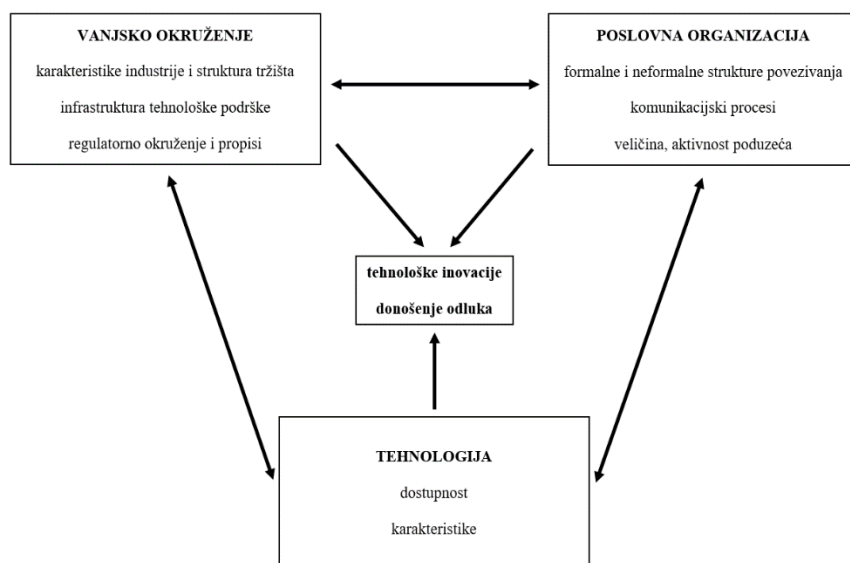 VANJSKO OKRUŽENJE
karakteristike industrije i struktura tržišta
infrastruktura tehnološke podrške
regulatorno okruženje i propisi
POSLOVNA ORGANIZACIJA
formalne i neformalne strukture povezivanja
komunikacijski procesi
veličina, aktivnost poduzeća
tehnološke inovacije
donošenje odluka
TEHNOLOGIJA
dostupnost
karakteristike